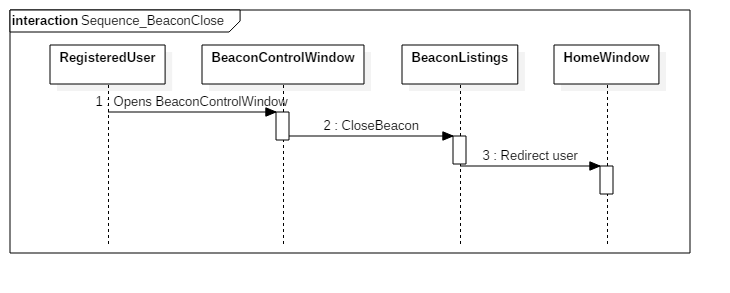 interaction Sequence_BeaconClose
RegisteredUser
BeaconControlWindow
BeaconListings
HomeWindow
1 : Opens BeaconControlWindow
2 : CloseBeacon
3 : Redirect user